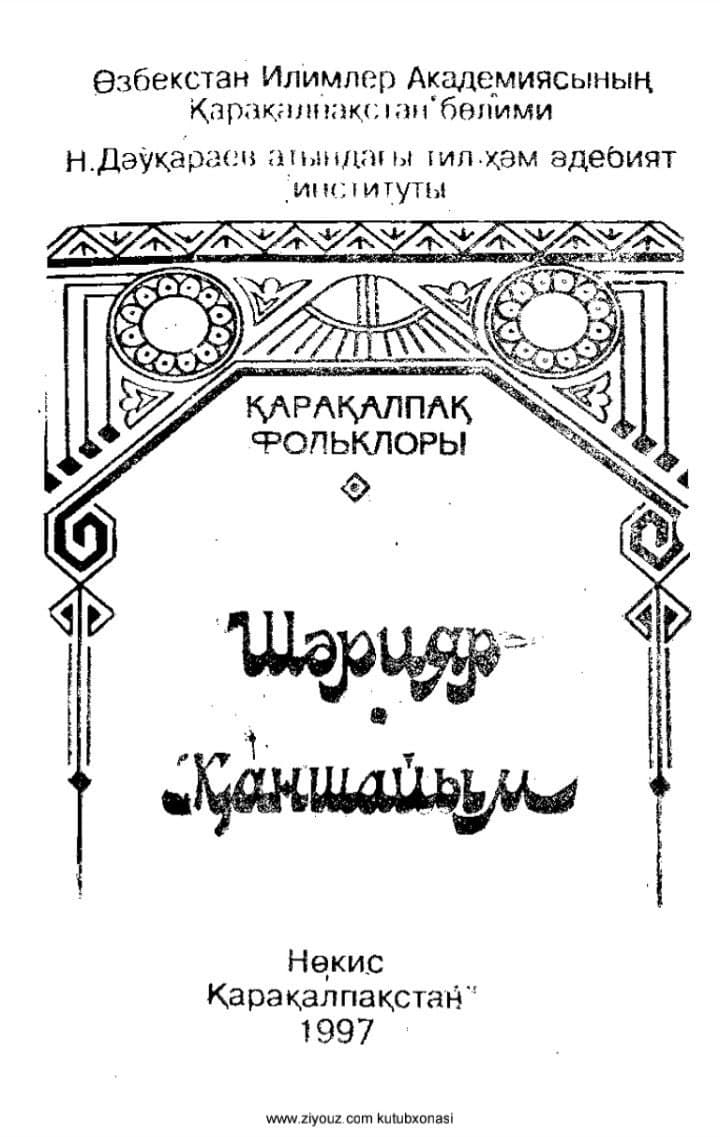 Өзбекстан Илимлер Академиясының
Қарақалпақстан бөлими
Н.Дәўқараев атындағы тил ҳәм әдебият
институты
ҚАРАҚАЛПАҚ
ФОЛЬКЛОРЫ
Шәрияр
Қаншайым
Нөкис
„Қарақалпақстан“
1997
www.ziyouz.com kutubxonasi